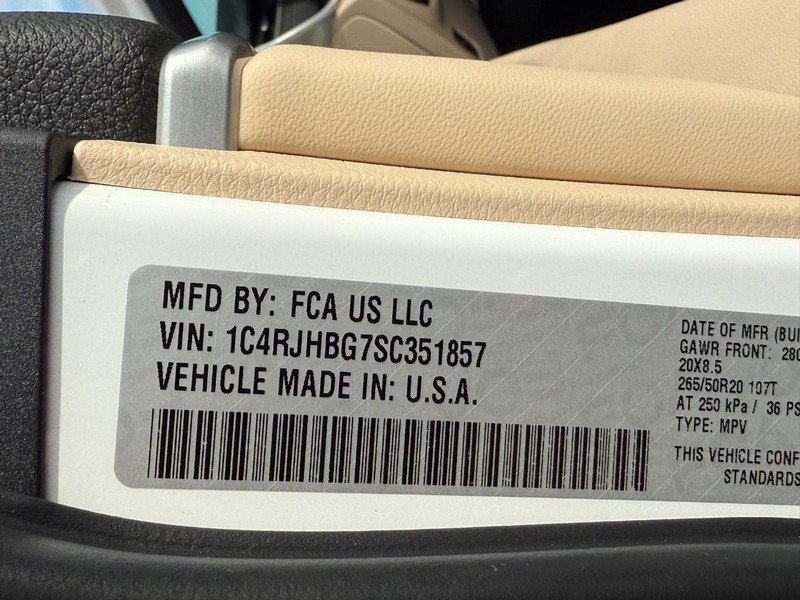 MFD BY: FCA US LLC
VIN: 1C4RJHBG7SC351857
VEHICLE MADE IN: U.S.A.
DATE OF MFR
GAWR FRONT:
20X8.5
265/50R20 107T
AT 250 kPa / 36
TYPE: MPV
THIS VEHICLE
STANDARDS